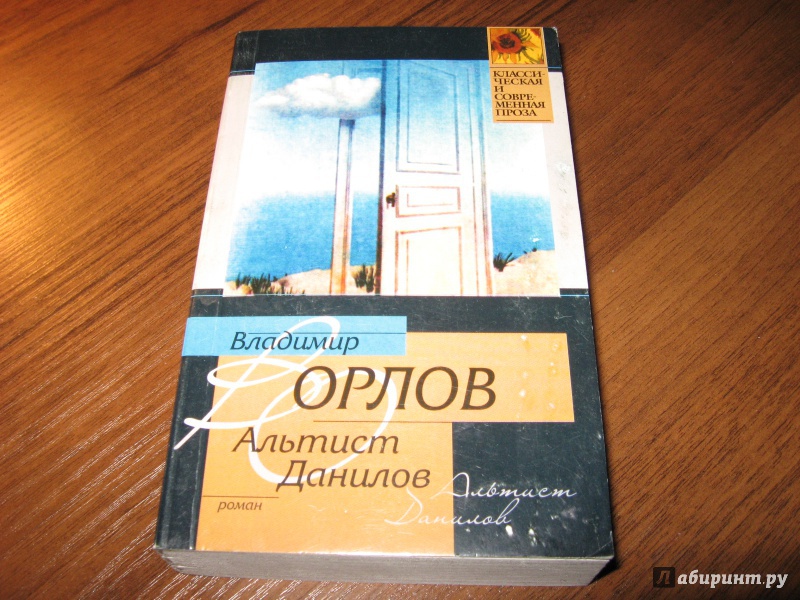 КЛАССИ-
ЧЕСКАЯ
И
СОВРЕ-
МЕННАЯ
ПРОЗА
Владимир
ОРЛОВ
Альтист
Данилов
роман
Альтист
Данилов
Лабиринт.ру